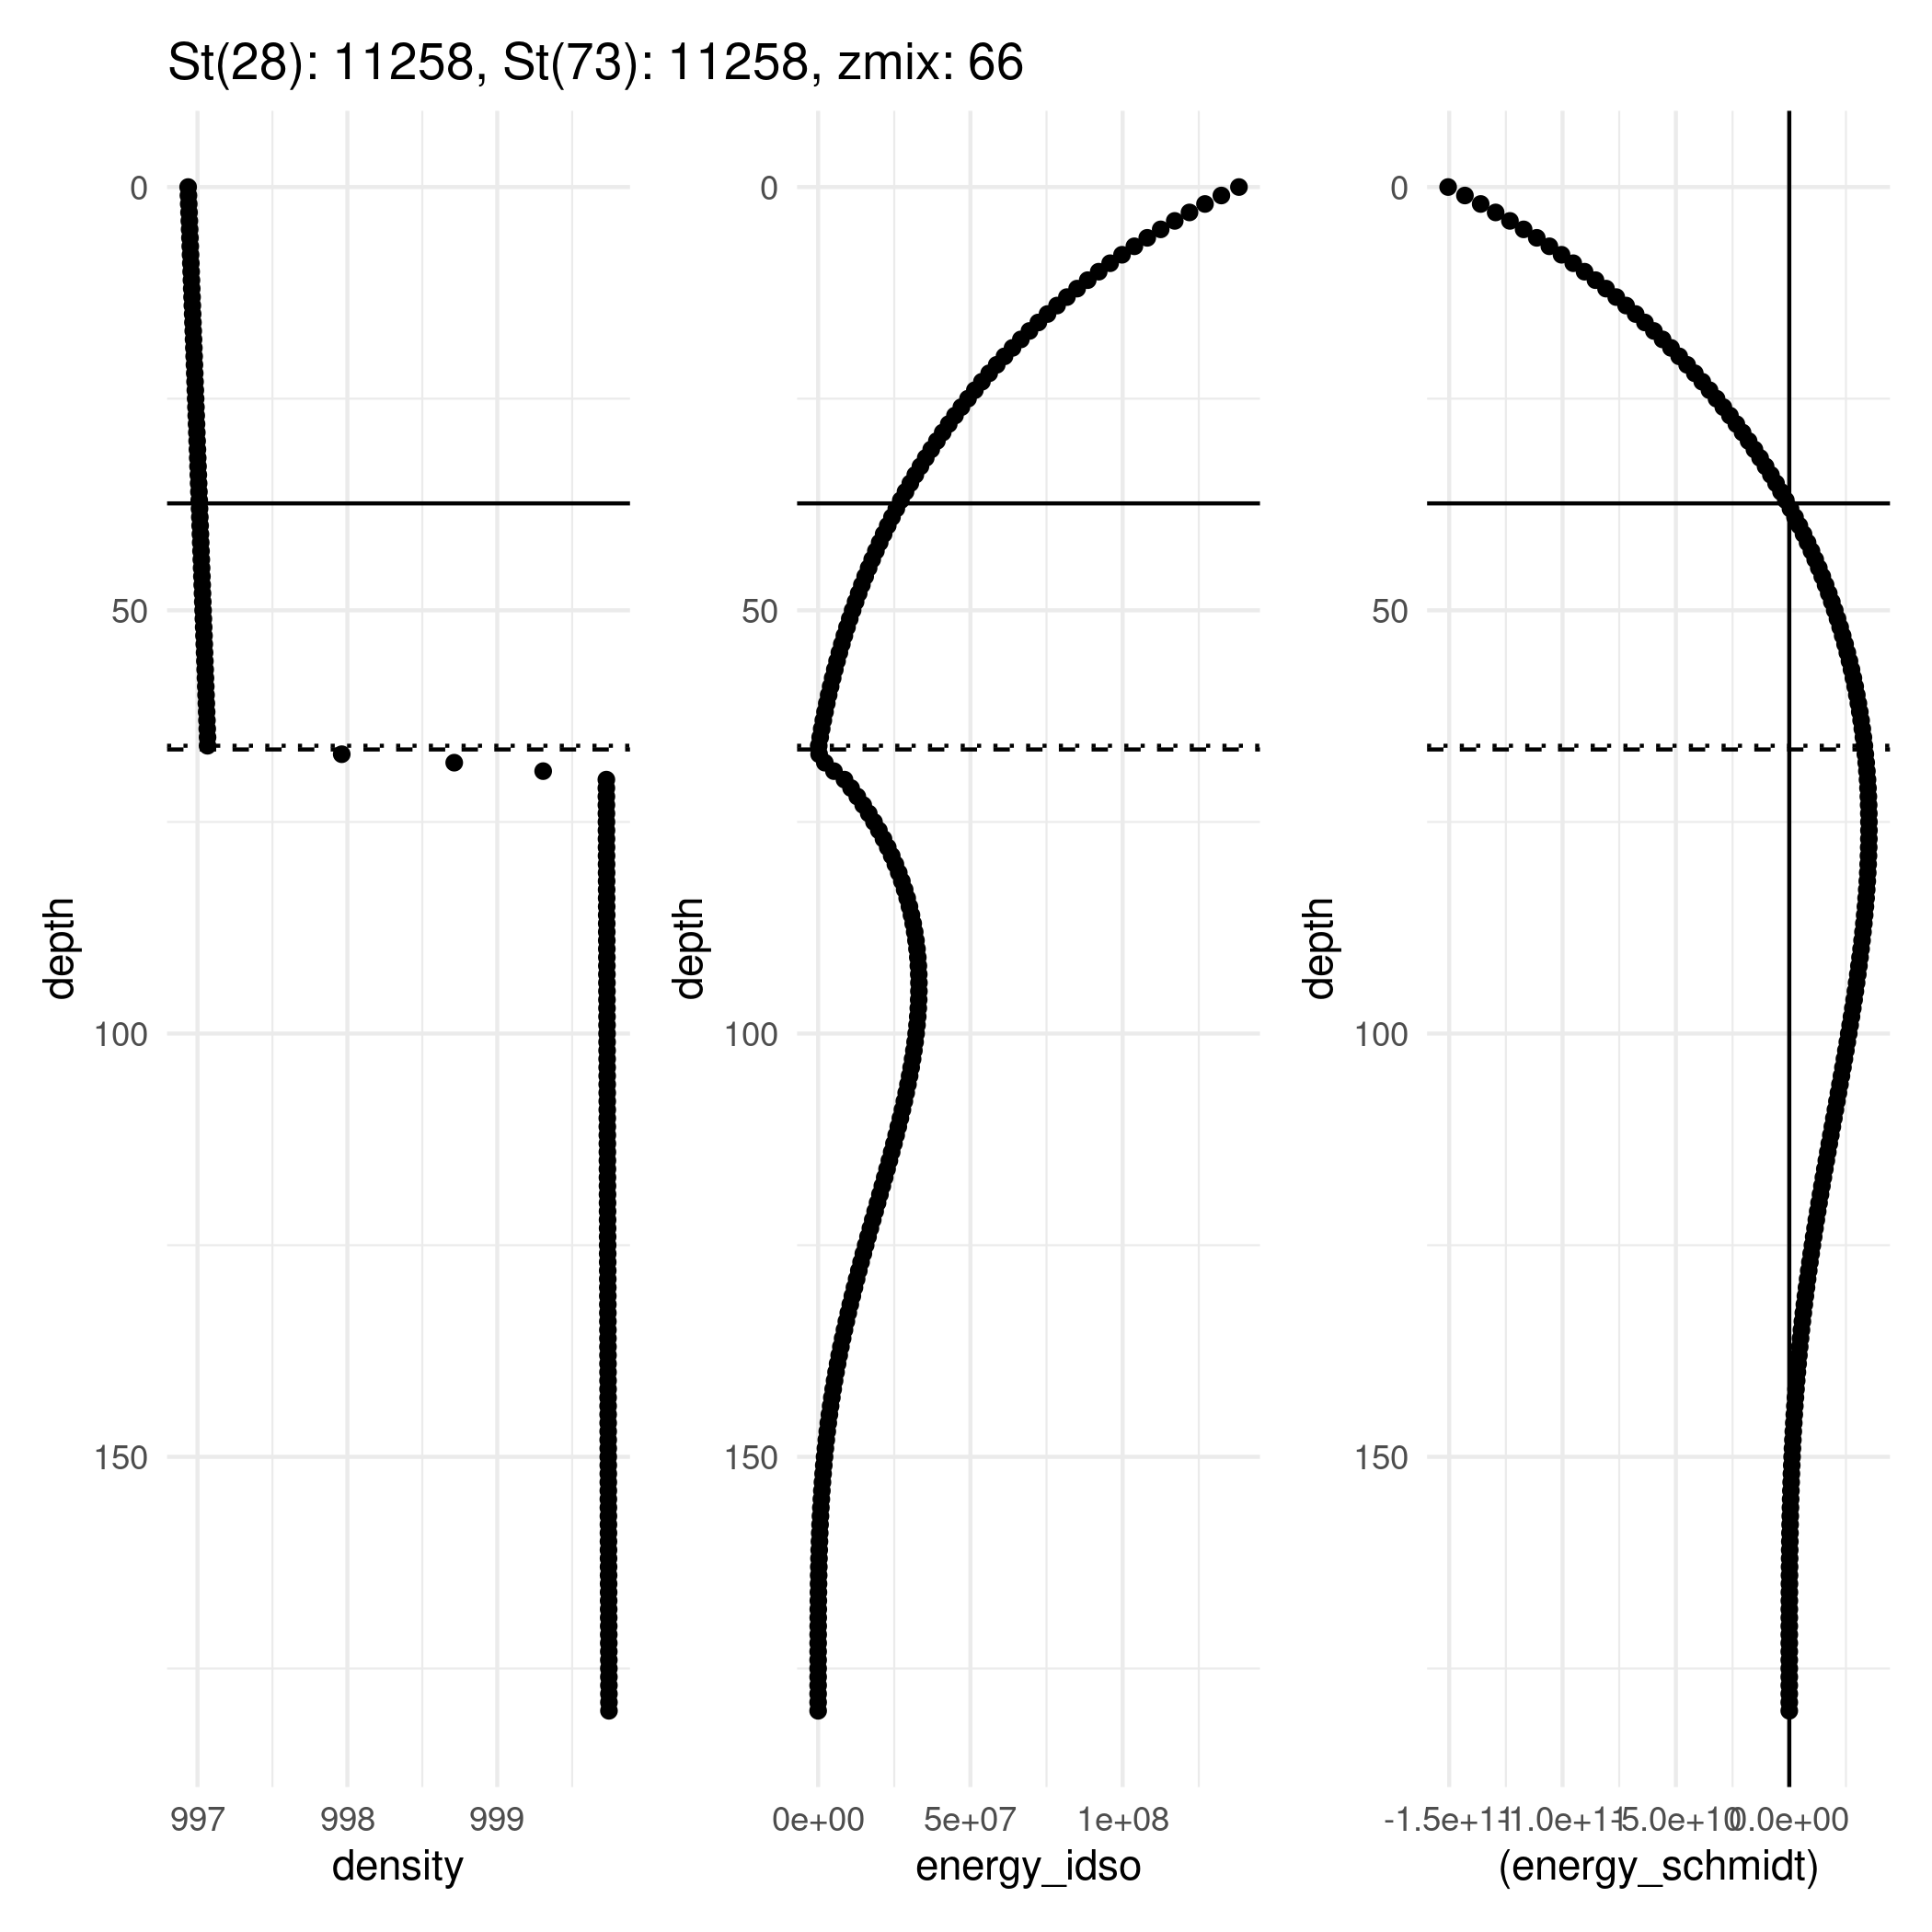 St(28): 11258, St(73): 11258, zmix: 66
0
50
100
150
depth
997
998
999
density
0
50
100
150
depth
0e+00
5e+07
1e+08
energy_idso
0
50
100
150
depth
-1.5e+11
-1.0e+11
-5.0e+10
0.0e+00
(energy_schmidt)